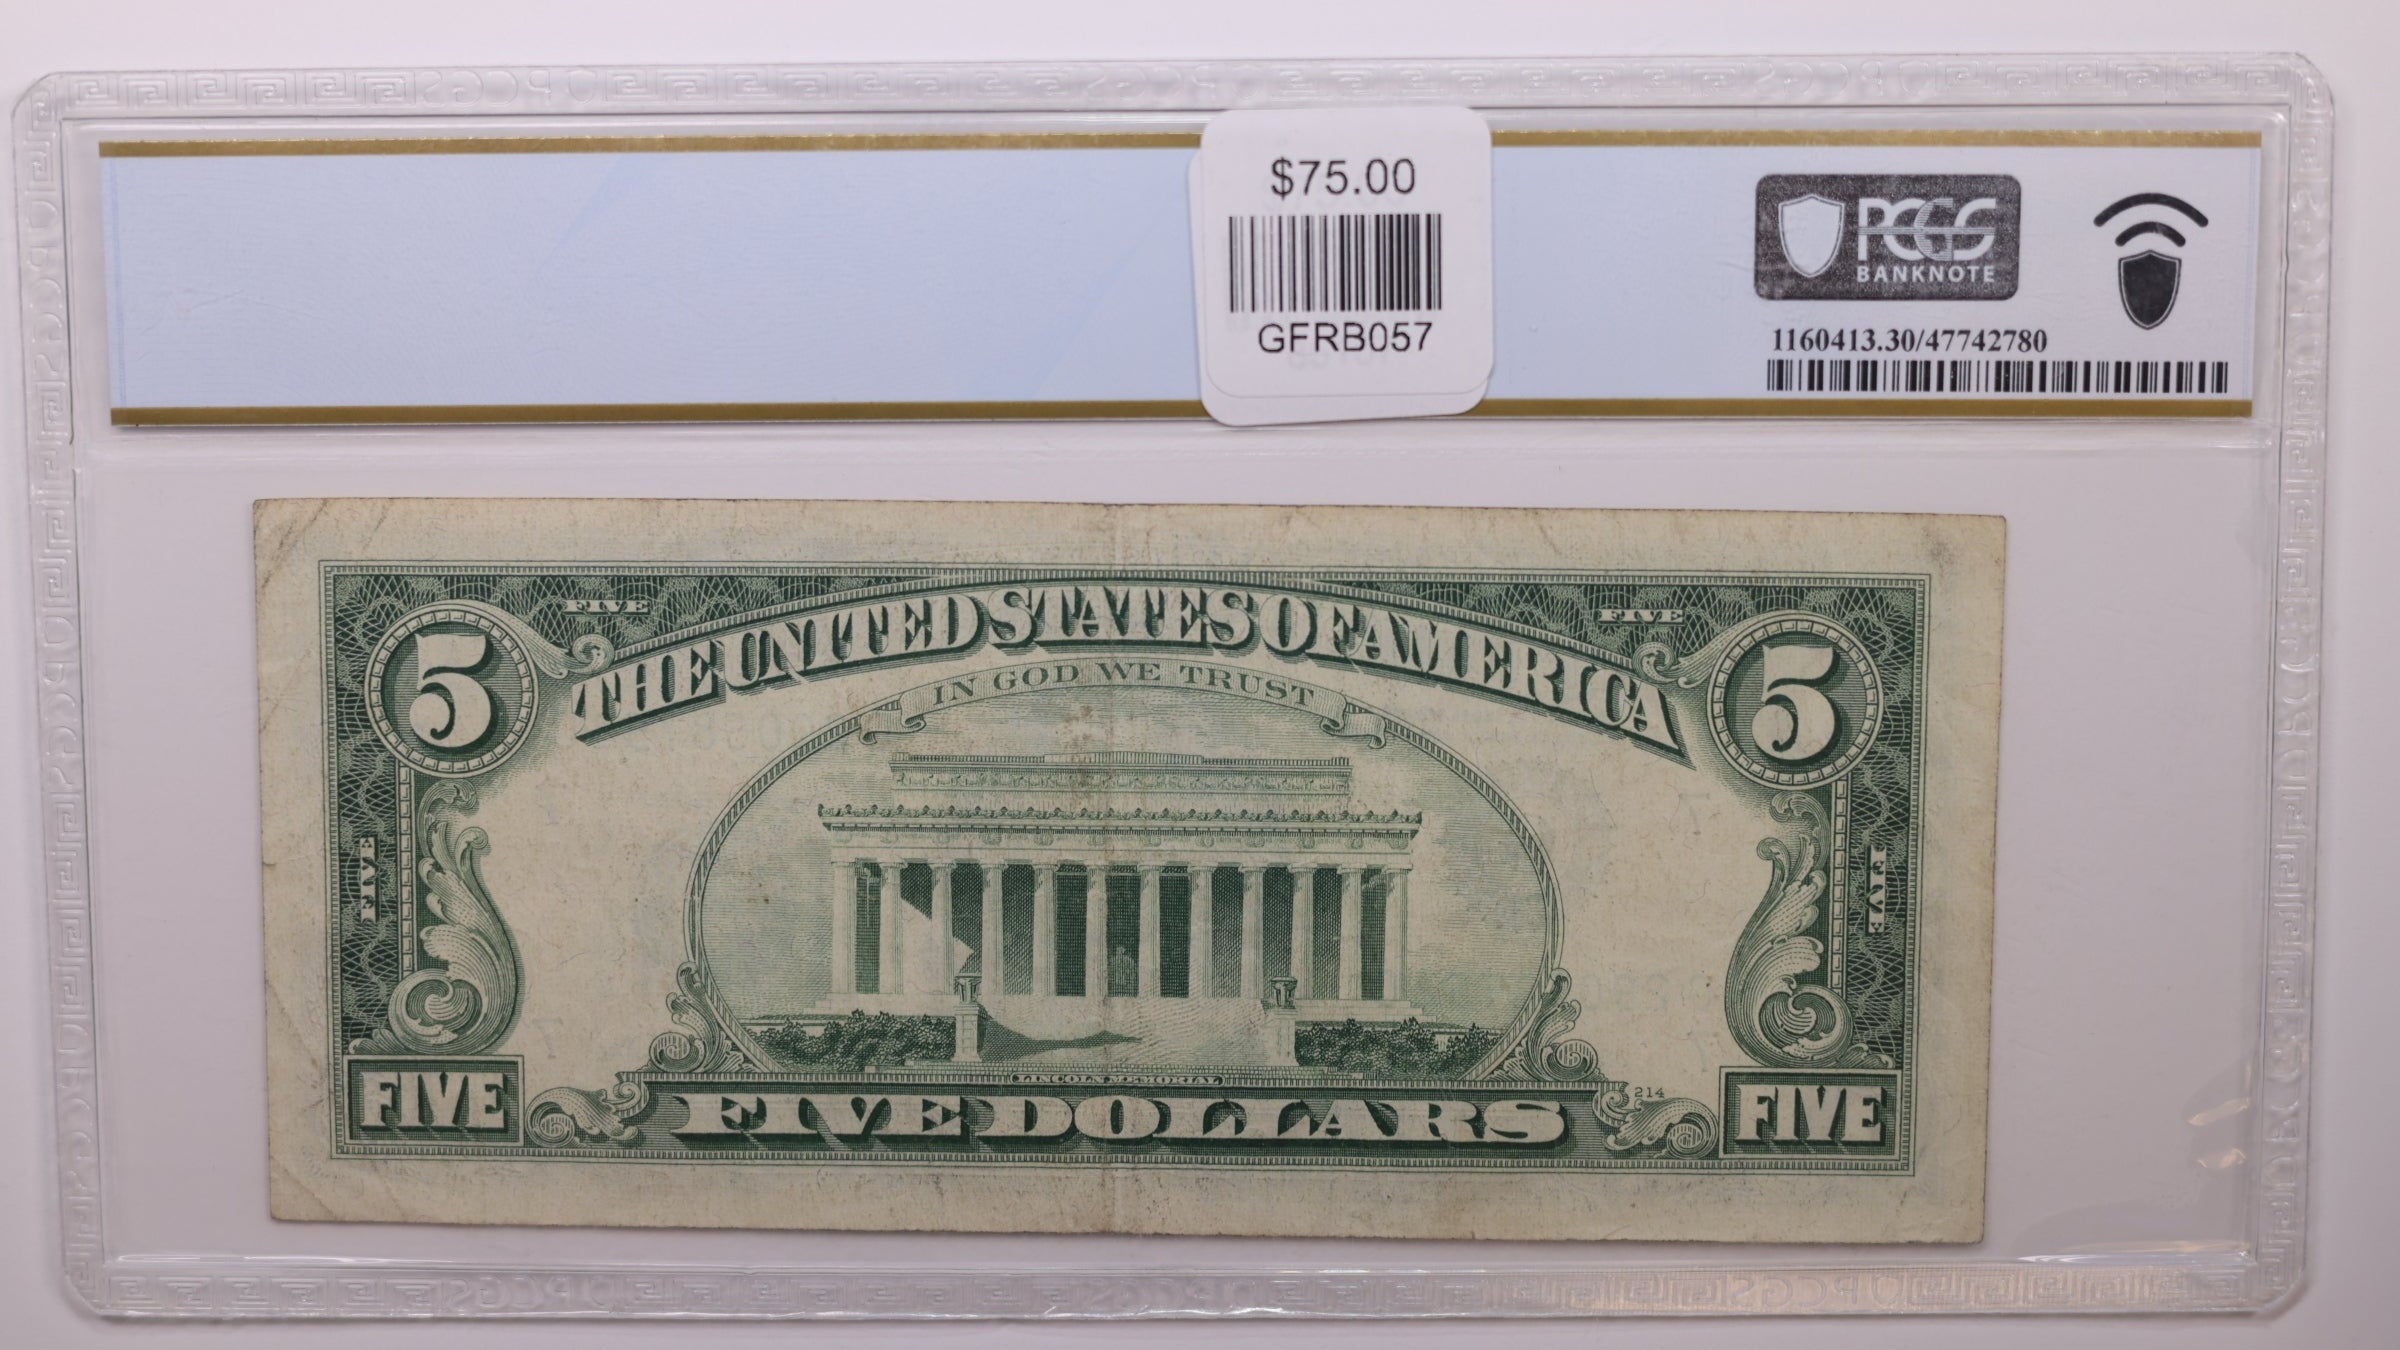 $75.00
GFRB057
PCGS
BANKNOTE
1160413.30/47742780
FIVE
FIVE
5
THE UNITED STATES OF AMERICA
5
IN GOD WE TRUST
FIVE
FIVE
LINCOLN MEMORIAL
214
FIVE
FIVE DOLLARS
FIVE